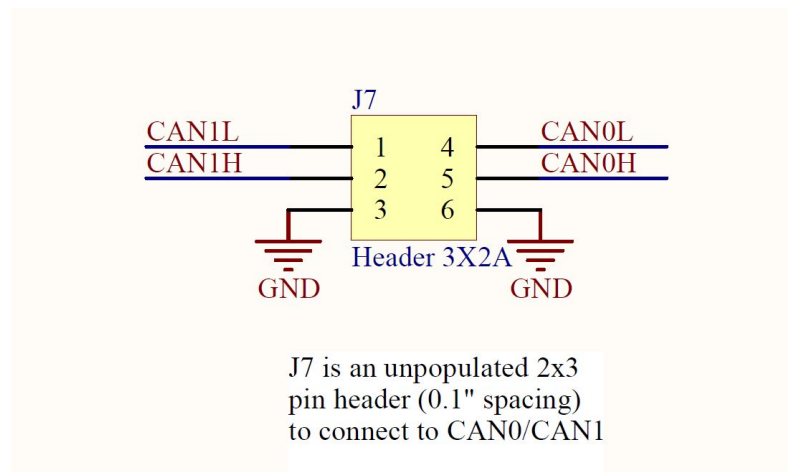 J7
CAN1L 1 4 CAN0L
CAN1H 2 5 CAN0H
3 6
Header 3X2A
GND GND
J7 is an unpopulated 2x3
pin header (0.1" spacing)
to connect to CAN0/CAN1